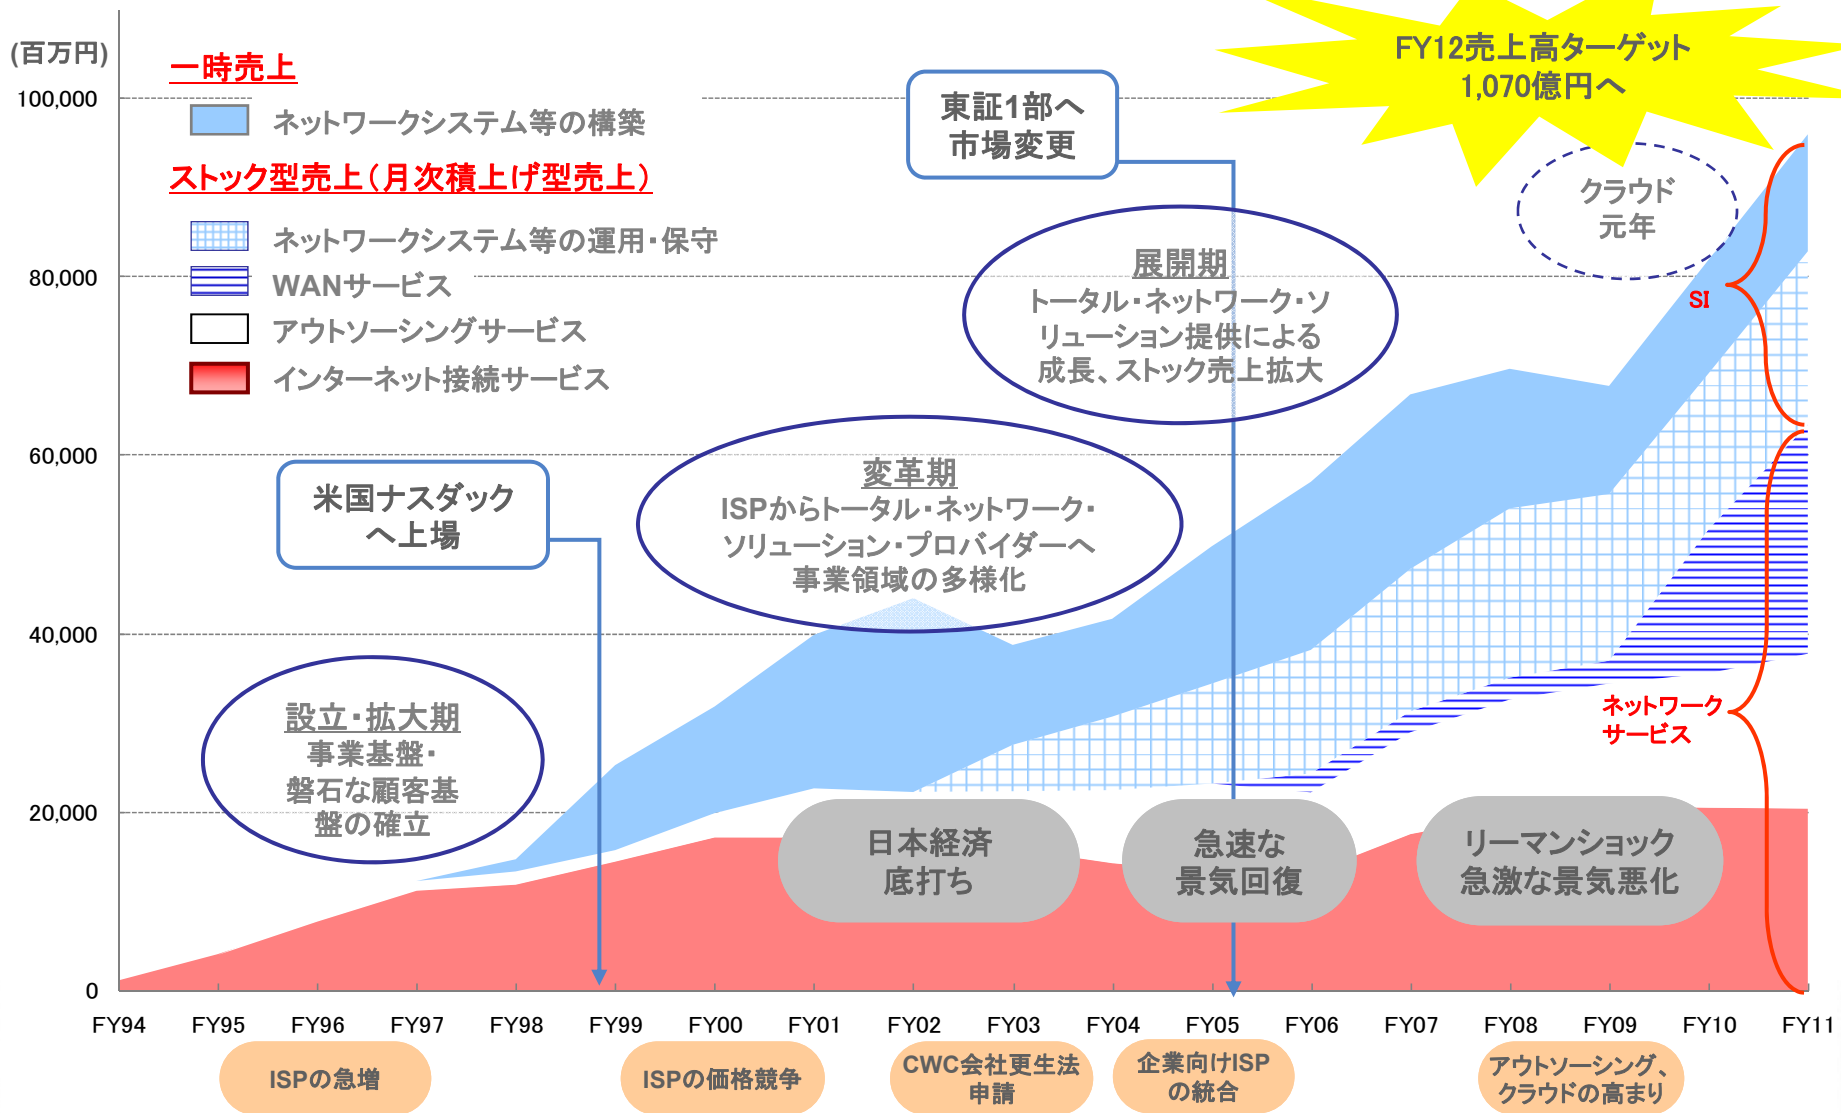 (百万円)
100,000
80,000
60,000
40,000
20,000
0
一時売上
ネットワークシステム等の構築
ストック型売上(月次積上げ型売上)
ネットワークシステム等の運用・保守
WANサービス
アウトソーシングサービス
インターネット接続サービス
FY12売上高ターゲット
1,070億円へ
東証1部へ
市場変更
クラウド
元年
展開期
トータル・ネットワーク・ソ
リューション提供による
成長、ストック売上拡大
SI
変革期
ISPからトータル・ネットワーク・
ソリューション・プロバイダーへ
事業領域の多様化
米国ナスダック
へ上場
設立・拡大期
事業基盤・
磐石な顧客基
盤の確立
ネットワーク
サービス
日本経済
底打ち
急速な
景気回復
リーマンショック
急激な景気悪化
FY94 FY95 FY96 FY97 FY98 FY99 FY00 FY01 FY02 FY03 FY04 FY05 FY06 FY07 FY08 FY09 FY10 FY11
ISPの急増
ISPの価格競争
CWC会社更生法
申請
企業向けISP
の統合
アウトソーシング、
クラウドの高まり